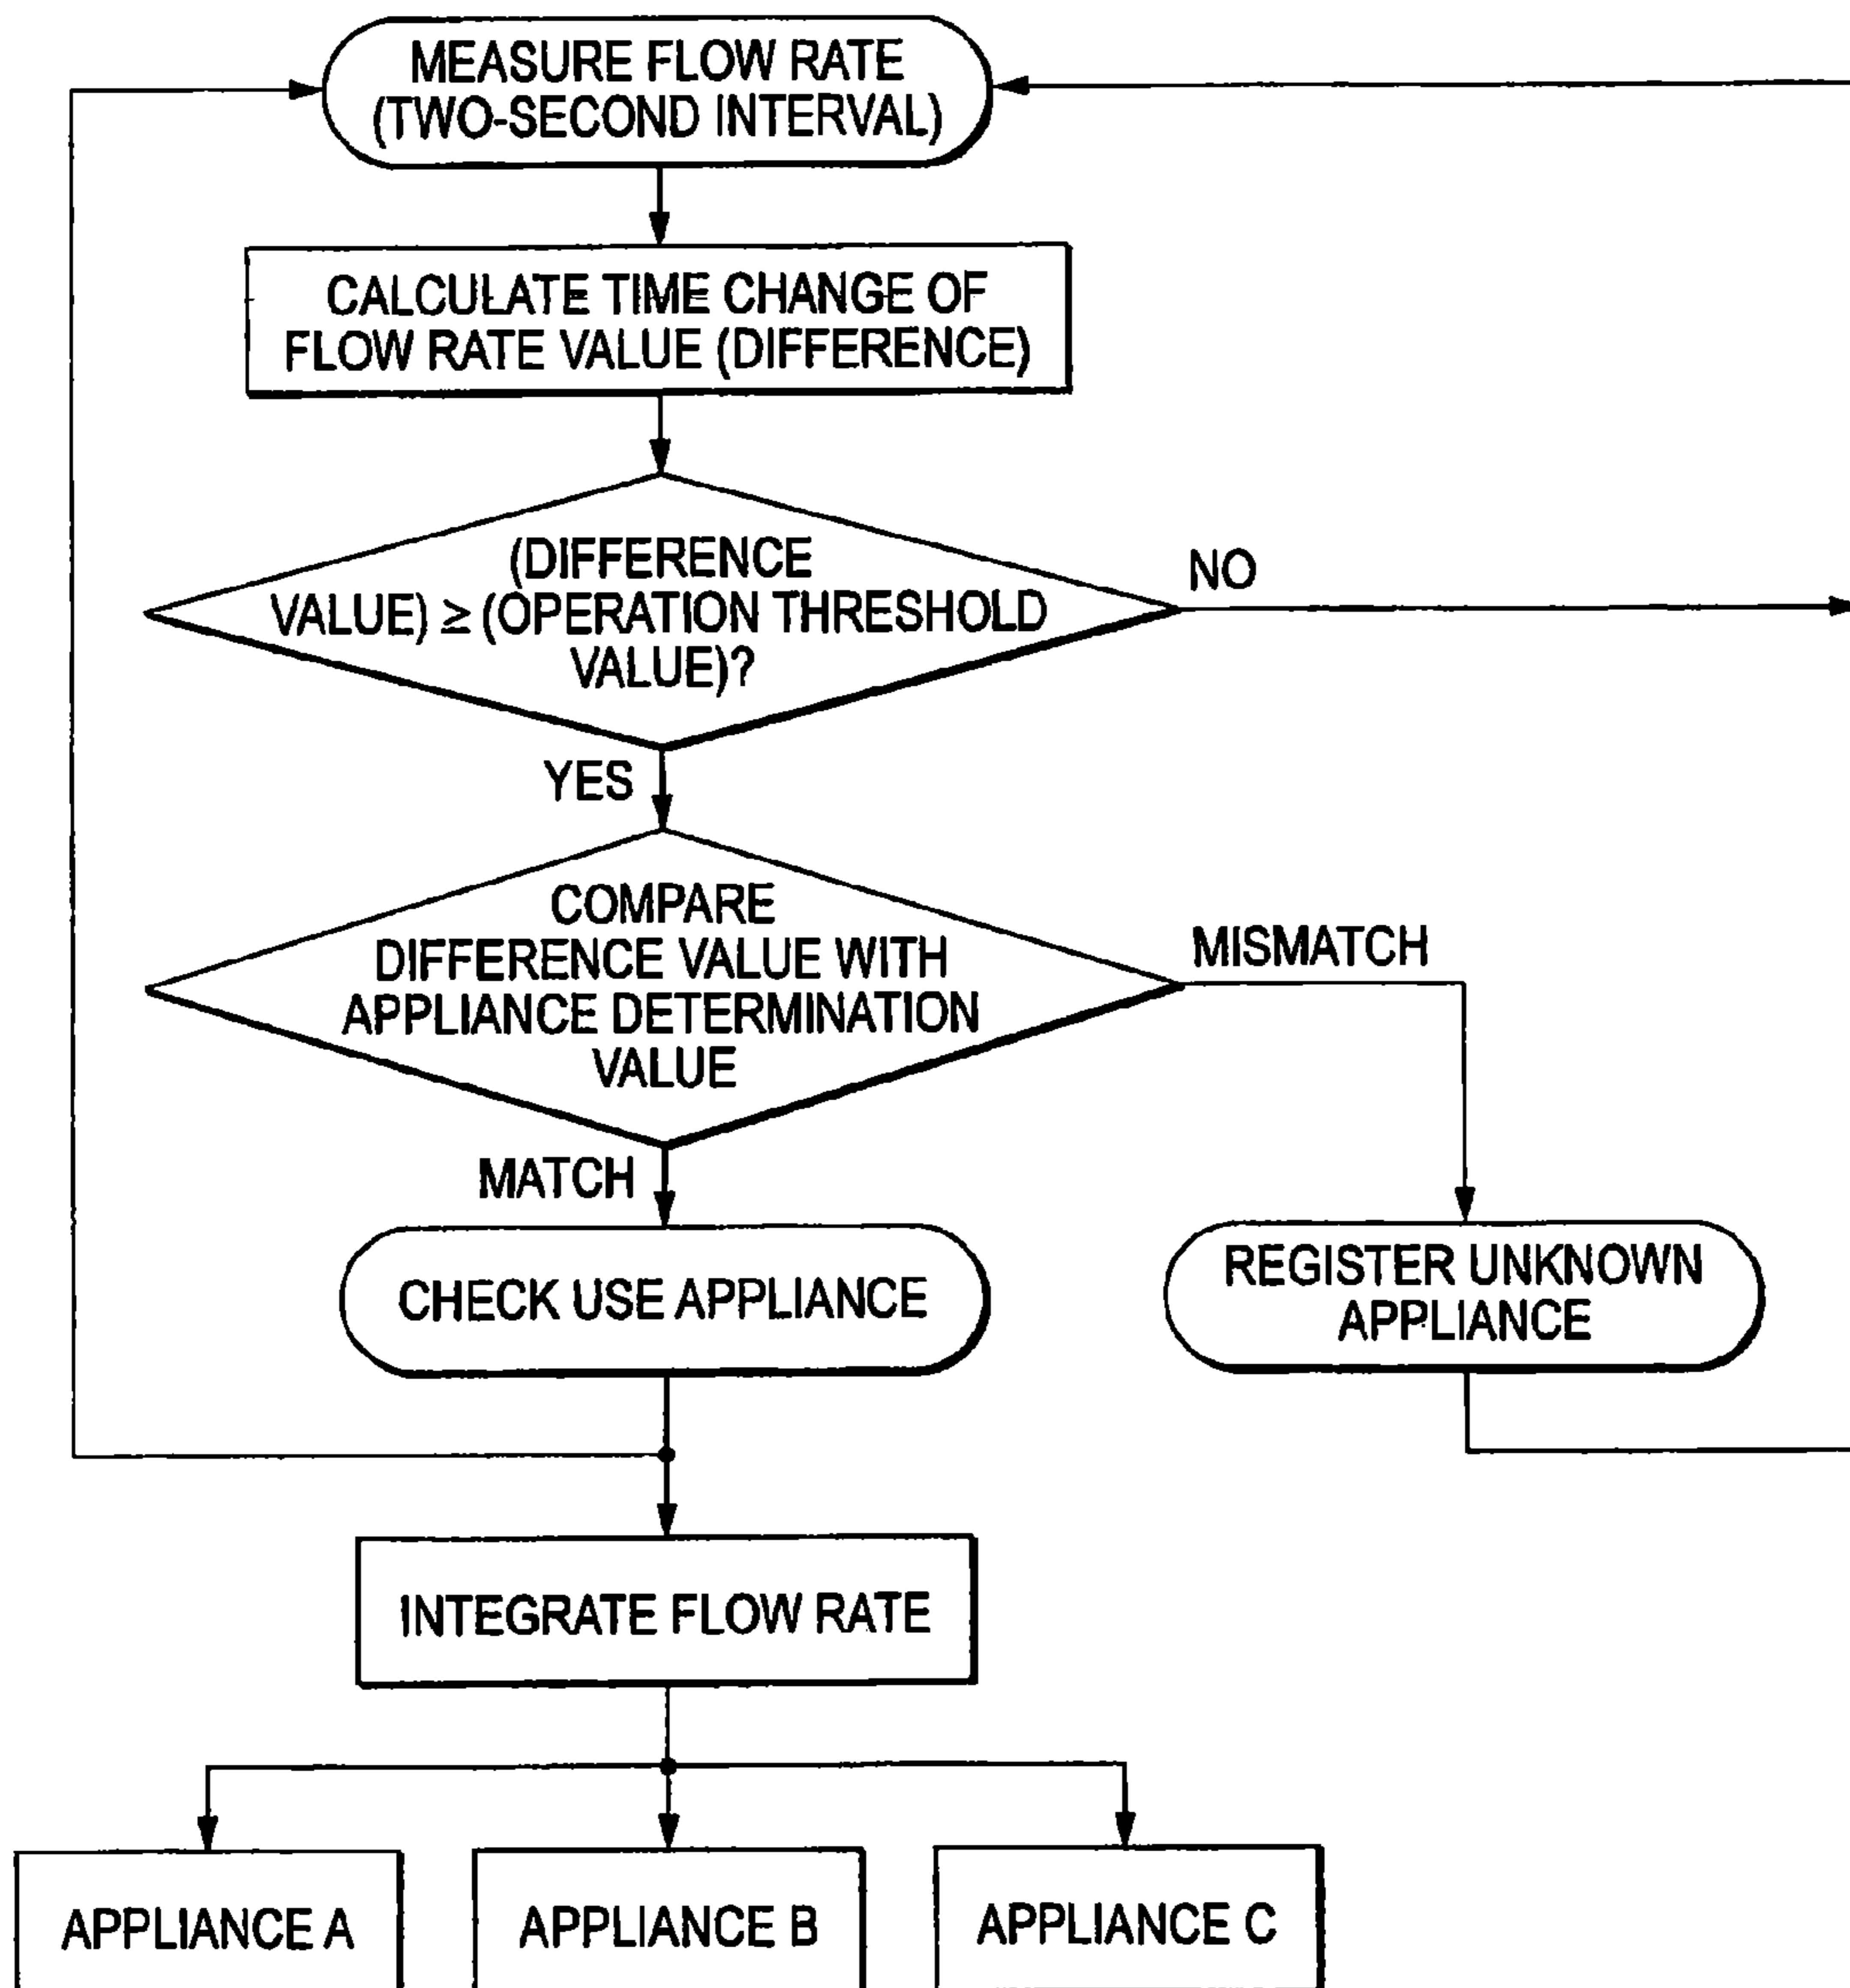 MEASURE FLOW RATE
(TWO-SECOND INTERVAL)
CALCULATE TIME CHANGE OF
FLOW RATE VALUE (DIFFERENCE)
(DIFFERENCE
VALUE) ≥ (OPERATION THRESHOLD
VALUE)?
NO
YES
COMPARE
DIFFERENCE VALUE WITH
APPLIANCE DETERMINATION
VALUE
MISMATCH
MATCH
CHECK USE APPLIANCE
REGISTER UNKNOWN
APPLIANCE
INTEGRATE FLOW RATE
APPLIANCE A
APPLIANCE B
APPLIANCE C